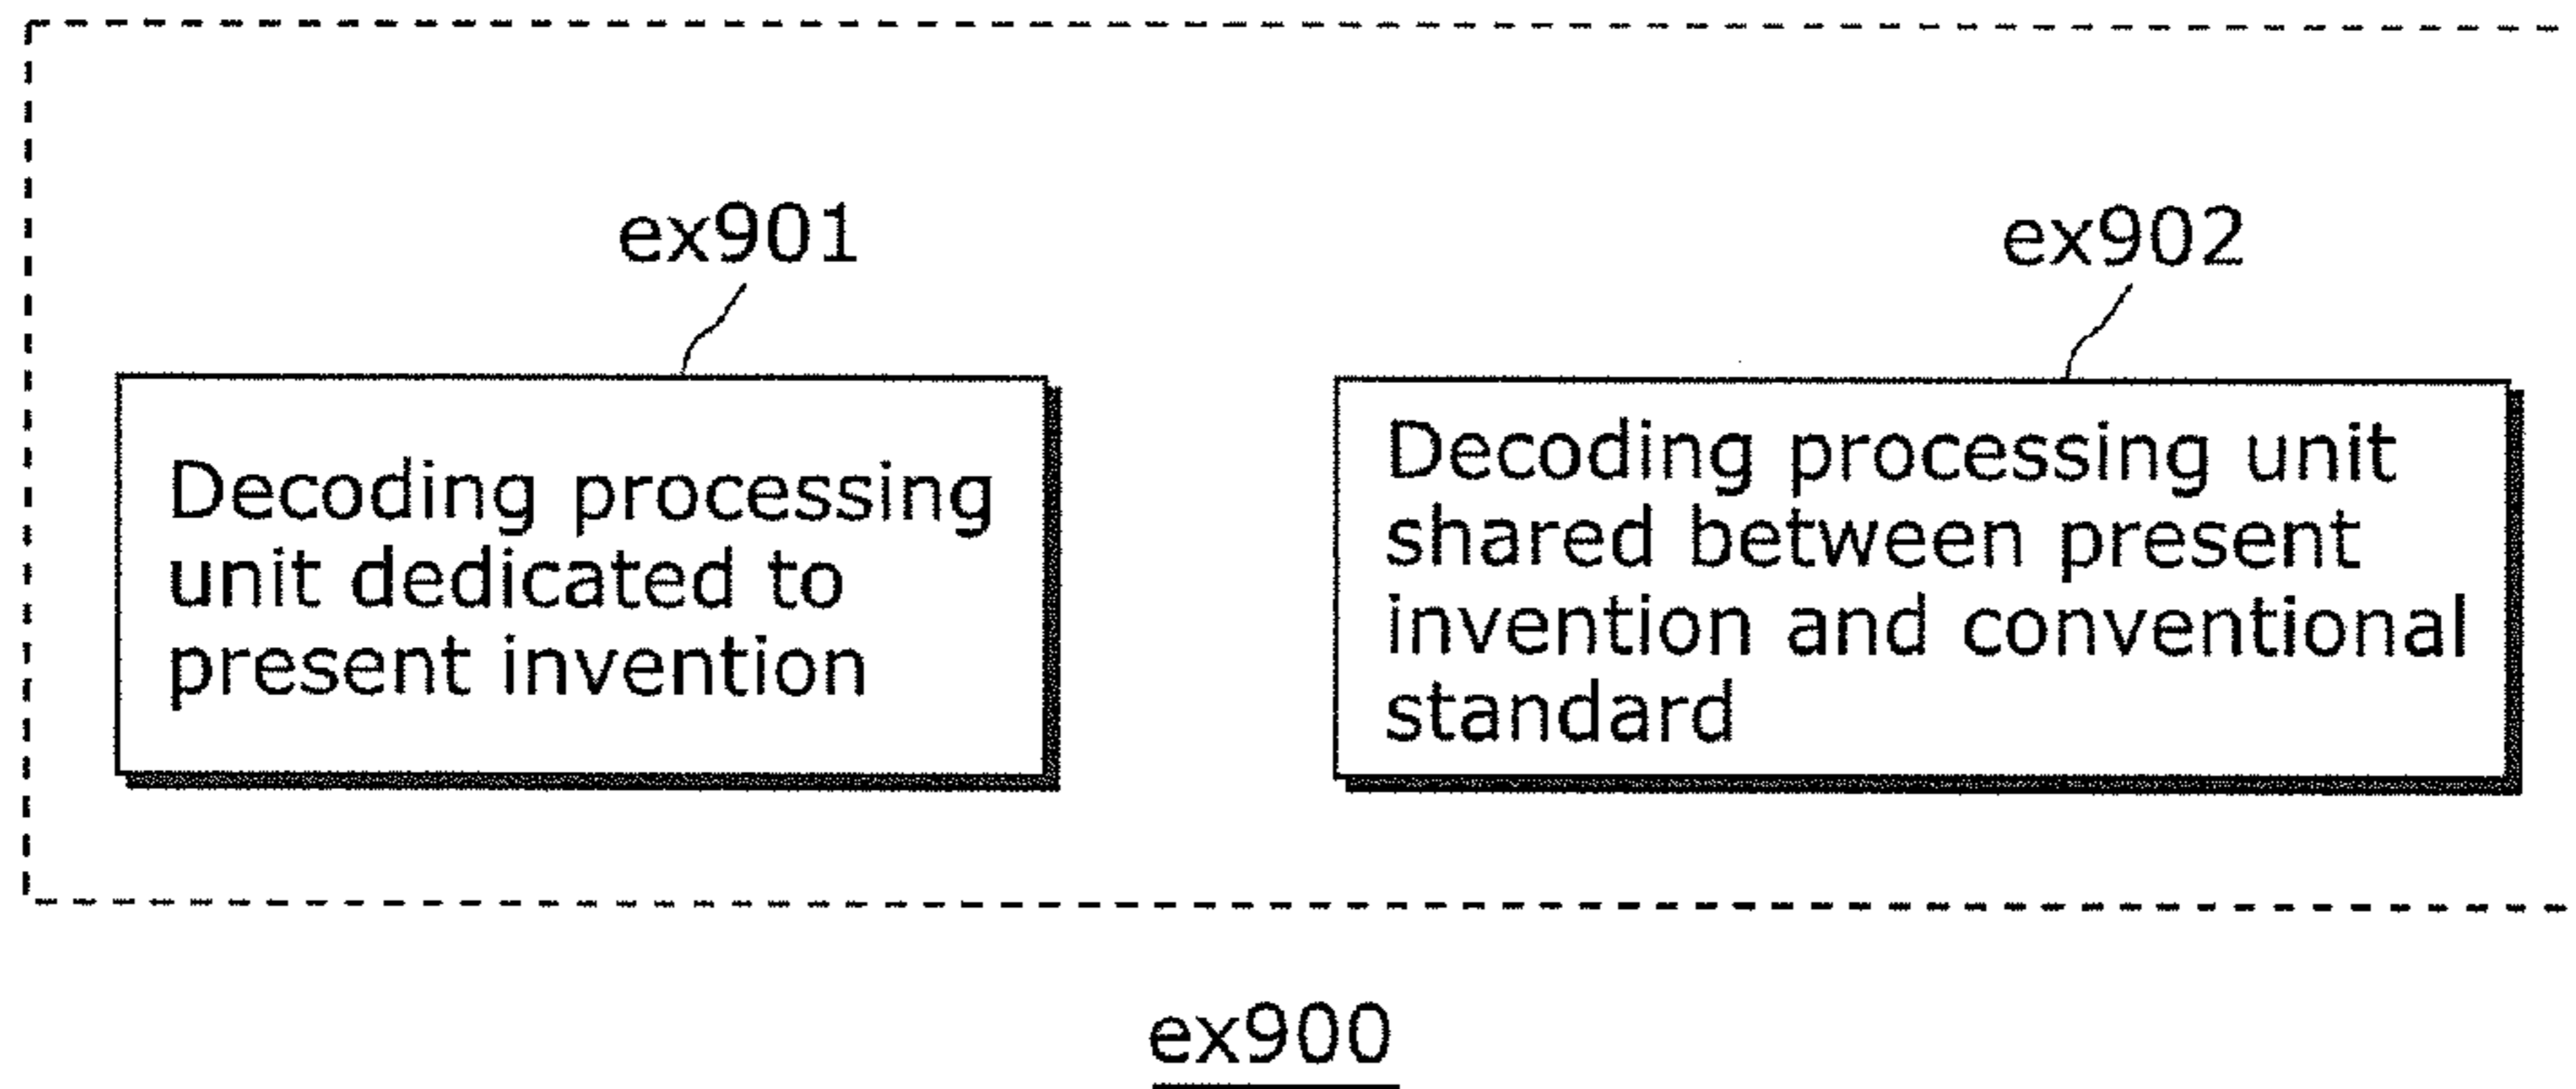 ex901
ex902
Decoding processing
unit dedicated to
present invention
Decoding processing unit
shared between present
invention and conventional
standard
ex900